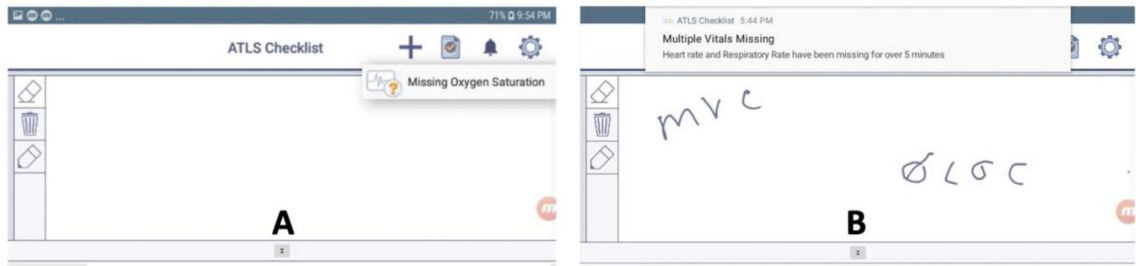 71% 9:54 PM
ATLS Checklist
Missing Oxygen Saturation
A
ATLS Checklist 5:44 PM
Multiple Vitals Missing
Heart rate and Respiratory Rate have been missing for over 5 minutes
mvc
ØLOC
B